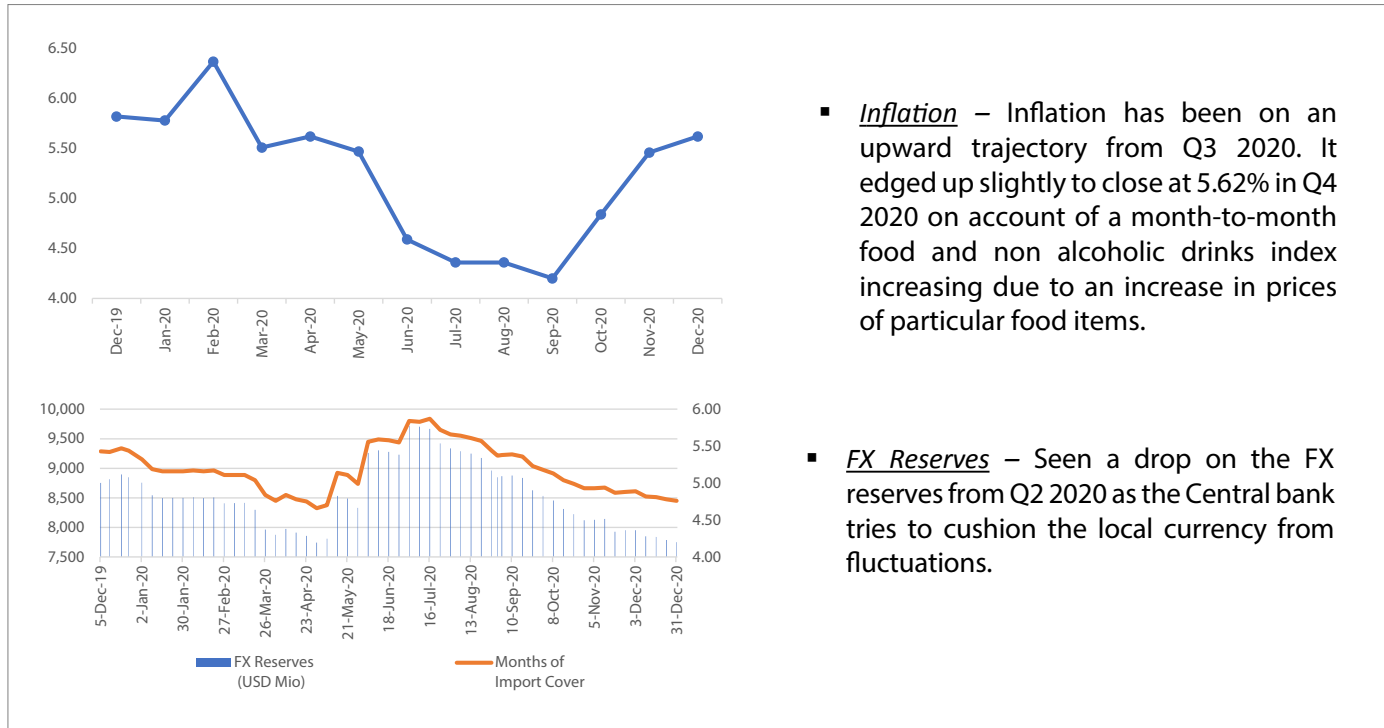 6.50
6.00
5.50
5.00
4.50
4.00
Dec-19
Jan-20
Feb-20
Mar-20
Apr-20
May-20
Jun-20
Jul-20
Aug-20
Sep-20
Oct-20
Nov-20
Dec-20
10,000
9,500
9,000
8,500
8,000
7,500
6.00
5.50
5.00
4.50
4.00
5-Dec-19
2-Jan-20
30-Jan-20
27-Feb-20
26-Mar-20
23-Apr-20
21-May-20
18-Jun-20
16-Jul-20
13-Aug-20
10-Sep-20
8-Oct-20
5-Nov-20
3-Dec-20
31-Dec-20
FX Reserves
(USD Mio)
Months of
Import Cover
▪ Inflation – Inflation has been on an
upward trajectory from Q3 2020. It
edged up slightly to close at 5.62% in Q4
2020 on account of a month-to-month
food and non alcoholic drinks index
increasing due to an increase in prices
of particular food items.
▪ FX Reserves – Seen a drop on the FX
reserves from Q2 2020 as the Central bank
tries to cushion the local currency from
fluctuations.